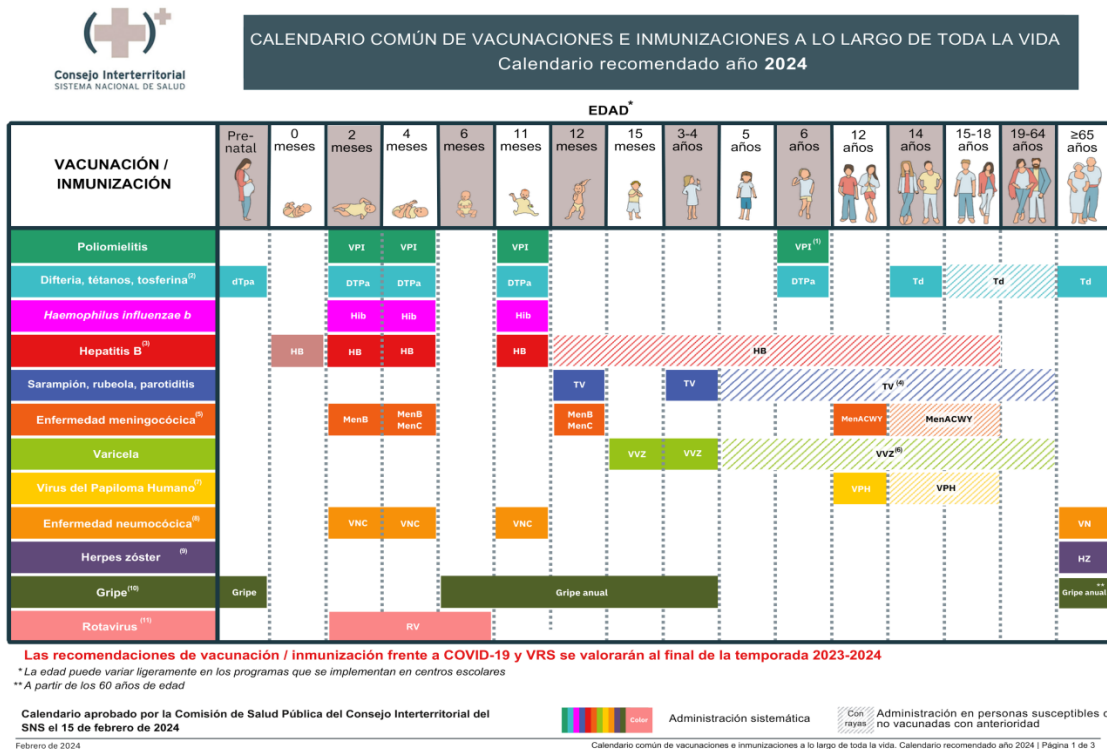 Consejo Interterritorial
SISTEMA NACIONAL DE SALUD
CALENDARIO COMÚN DE VACUNACIONES E INMUNIZACIONES A LO LARGO DE TODA LA VIDA
Calendario recomendado año 2024
EDAD*
VACUNACIÓN /
INMUNIZACIÓN
Pre-
natal
0
meses
2
meses
4
meses
6
meses
11
meses
12
meses
15
meses
3-4
años
5
años
6
años
12
años
14
años
15-18
años
19-64
años
≥65
años
Poliomielitis VPI VPI VPI VPI (1)
Difteria, tétanos, tosferina(2) dTpa DTPa DTPa DTPa DTPa Td Td Td
Haemophilus influenzae b Hib Hib Hib
Hepatitis B(3) HB HB HB HB HB
Sarampión, rubeola, parotiditis TV TV TV (4)
Enfermedad meningocócica(5) MenB MenB MenC MenB MenC MenACWY MenACWY
Varicela VVZ VVZ VVZ(6)
Virus del Papiloma Humano(7) VPH VPH
Enfermedad neumocócica(8) VNC VNC VNC VN
Herpes zóster (9) HZ
Gripe(10) Gripe Gripe anual Gripe anual **
Rotavirus (11) RV
Las recomendaciones de vacunación / inmunización frente a COVID-19 y VRS se valorarán al final de la temporada 2023-2024
* La edad puede variar ligeramente en los programas que se implementan en centros escolares
** A partir de los 60 años de edad
Calendario aprobado por la Comisión de Salud Pública del Consejo Interterritorial del
SNS el 15 de febrero de 2024
Color
Administración sistemática
Con
rayas
Administración en personas susceptibles o
no vacunadas con anterioridad
Febrero de 2024
Calendario común de vacunaciones e inmunizaciones a lo largo de toda la vida. Calendario recomendado año 2024 | Página 1 de 3